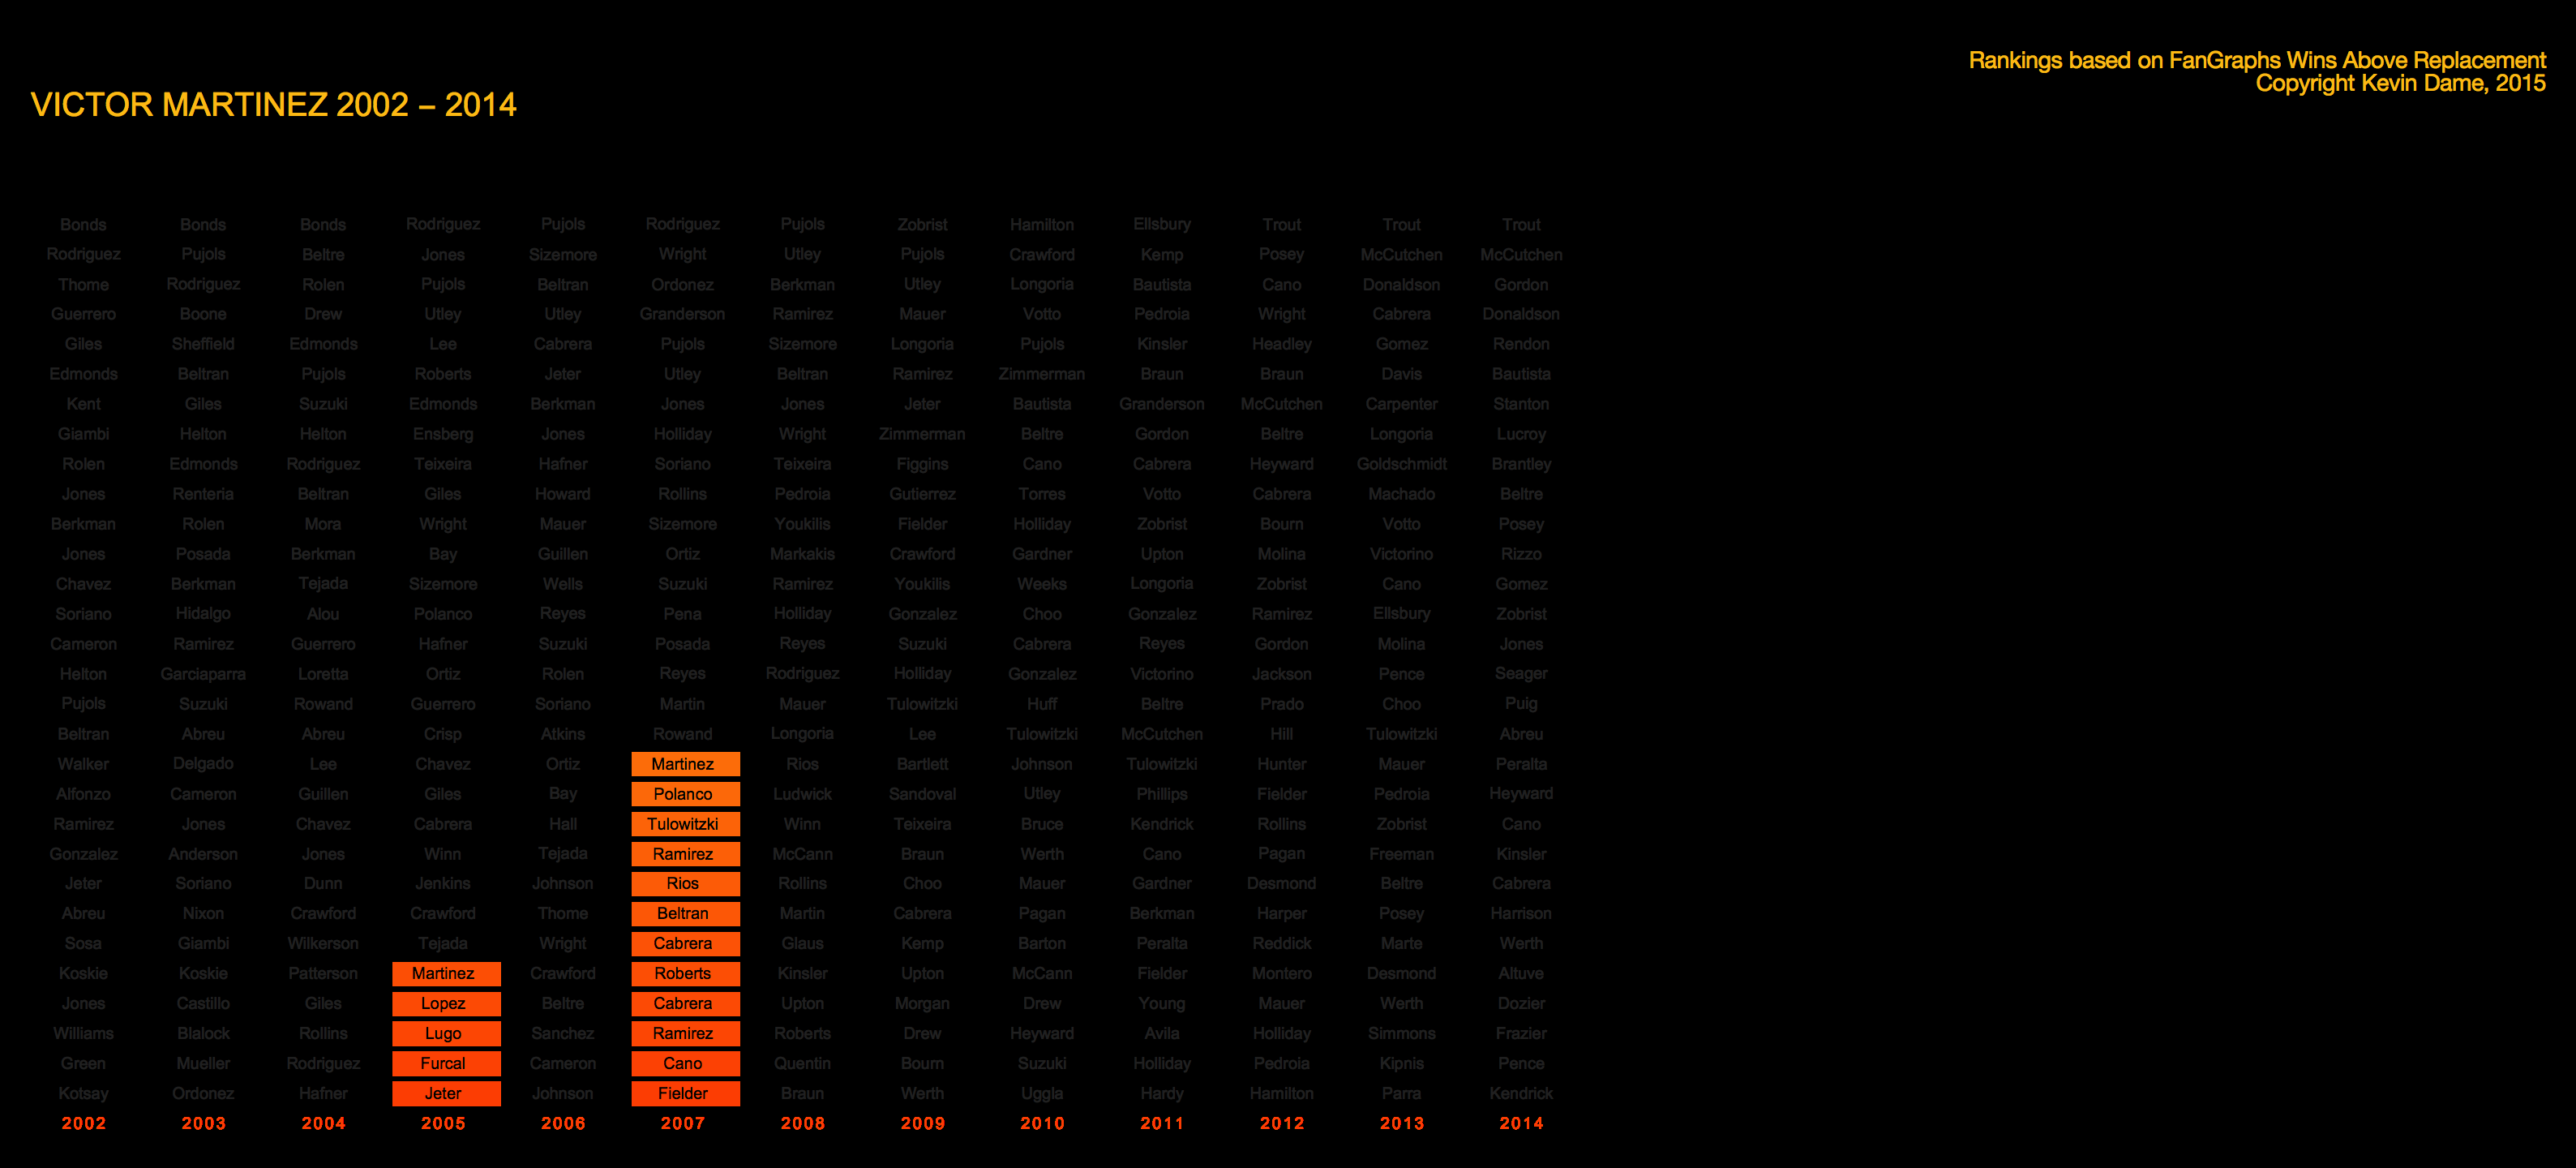 Rankings based on FanGraphs Wins Above Replacement
Copyright Kevin Dame, 2015
VICTOR MARTINEZ 2002 – 2014
Bonds Bonds Bonds Rodriguez Pujols Rodriguez Pujols Zobrist Hamilton Ellsbury Trout Trout Trout
Rodriguez Pujols Beltre Jones Sizemore Wright Utley Pujols Crawford Kemp Posey McCutchen McCutchen
Thome Rodriguez Rolen Pujols Beltran Ordonez Berkman Utley Longoria Bautista Cano Donaldson Gordon
Guerrero Boone Drew Utley Utley Granderson Ramirez Mauer Votto Pedroia Wright Cabrera Donaldson
Giles Sheffield Edmonds Lee Cabrera Pujols Sizemore Longoria Pujols Kinsler Headley Gomez Rendon
Edmonds Beltran Pujols Roberts Jeter Utley Beltran Ramirez Zimmerman Braun Braun Davis Bautista
Kent Giles Suzuki Edmonds Berkman Jones Jones Jeter Bautista Granderson McCutchen Carpenter Stanton
Giambi Helton Helton Ensberg Jones Holliday Wright Zimmerman Beltre Gordon Beltre Longoria Lucroy
Rolen Edmonds Rodriguez Teixeira Hafner Soriano Teixeira Figgins Cano Cabrera Heyward Goldschmidt Brantley
Jones Renteria Beltran Giles Howard Rollins Pedroia Gutierrez Torres Votto Cabrera Machado Beltre
Berkman Rolen Mora Wright Mauer Sizemore Youkilis Fielder Holliday Zobrist Bourn Votto Posey
Jones Posada Berkman Bay Guillen Ortiz Markakis Crawford Gardner Upton Molina Victorino Rizzo
Chavez Berkman Tejada Sizemore Wells Suzuki Ramirez Youkilis Weeks Longoria Zobrist Cano Gomez
Soriano Hidalgo Alou Polanco Reyes Pena Holliday Gonzalez Choo Gonzalez Ramirez Ellsbury Zobrist
Cameron Ramirez Guerrero Hafner Suzuki Posada Reyes Suzuki Cabrera Reyes Gordon Molina Jones
Helton Garciaparra Loretta Ortiz Rolen Reyes Rodriguez Holliday Gonzalez Victorino Jackson Pence Seager
Pujols Suzuki Rowand Guerrero Soriano Martin Mauer Tulowitzki Huff Beltre Prado Choo Puig
Beltran Abreu Abreu Crisp Atkins Rowand Longoria Lee Tulowitzki McCutchen Hill Tulowitzki Abreu
Walker Delgado Lee Chavez Ortiz Martinez Rios Bartlett Johnson Tulowitzki Hunter Mauer Peralta
Alfonzo Cameron Guillen Giles Bay Polanco Ludwick Sandoval Utley Phillips Fielder Pedroia Heyward
Ramirez Jones Chavez Cabrera Hall Tulowitzki Winn Teixeira Bruce Kendrick Rollins Zobrist Cano
Gonzalez Anderson Jones Winn Tejada Ramirez McCann Braun Werth Cano Pagan Freeman Kinsler
Jeter Soriano Dunn Jenkins Johnson Rios Rollins Choo Mauer Gardner Desmond Beltre Cabrera
Abreu Nixon Crawford Crawford Thome Beltran Martin Cabrera Pagan Berkman Harper Posey Harrison
Sosa Giambi Wilkerson Tejada Wright Cabrera Glaus Kemp Barton Peralta Reddick Marte Werth
Koskie Koskie Patterson Martinez Crawford Roberts Kinsler Upton McCann Fielder Montero Desmond Altuve
Jones Castillo Giles Lopez Beltre Cabrera Upton Morgan Drew Young Mauer Werth Dozier
Williams Blalock Rollins Lugo Sanchez Ramirez Roberts Drew Heyward Avila Holliday Simmons Frazier
Green Mueller Rodriguez Furcal Cameron Cano Quentin Bourn Suzuki Holliday Pedroia Kipnis Pence
Kotsay Ordonez Hafner Jeter Johnson Fielder Braun Werth Uggla Hardy Hamilton Parra Kendrick
2002 2003 2004 2005 2006 2007 2008 2009 2010 2011 2012 2013 2014